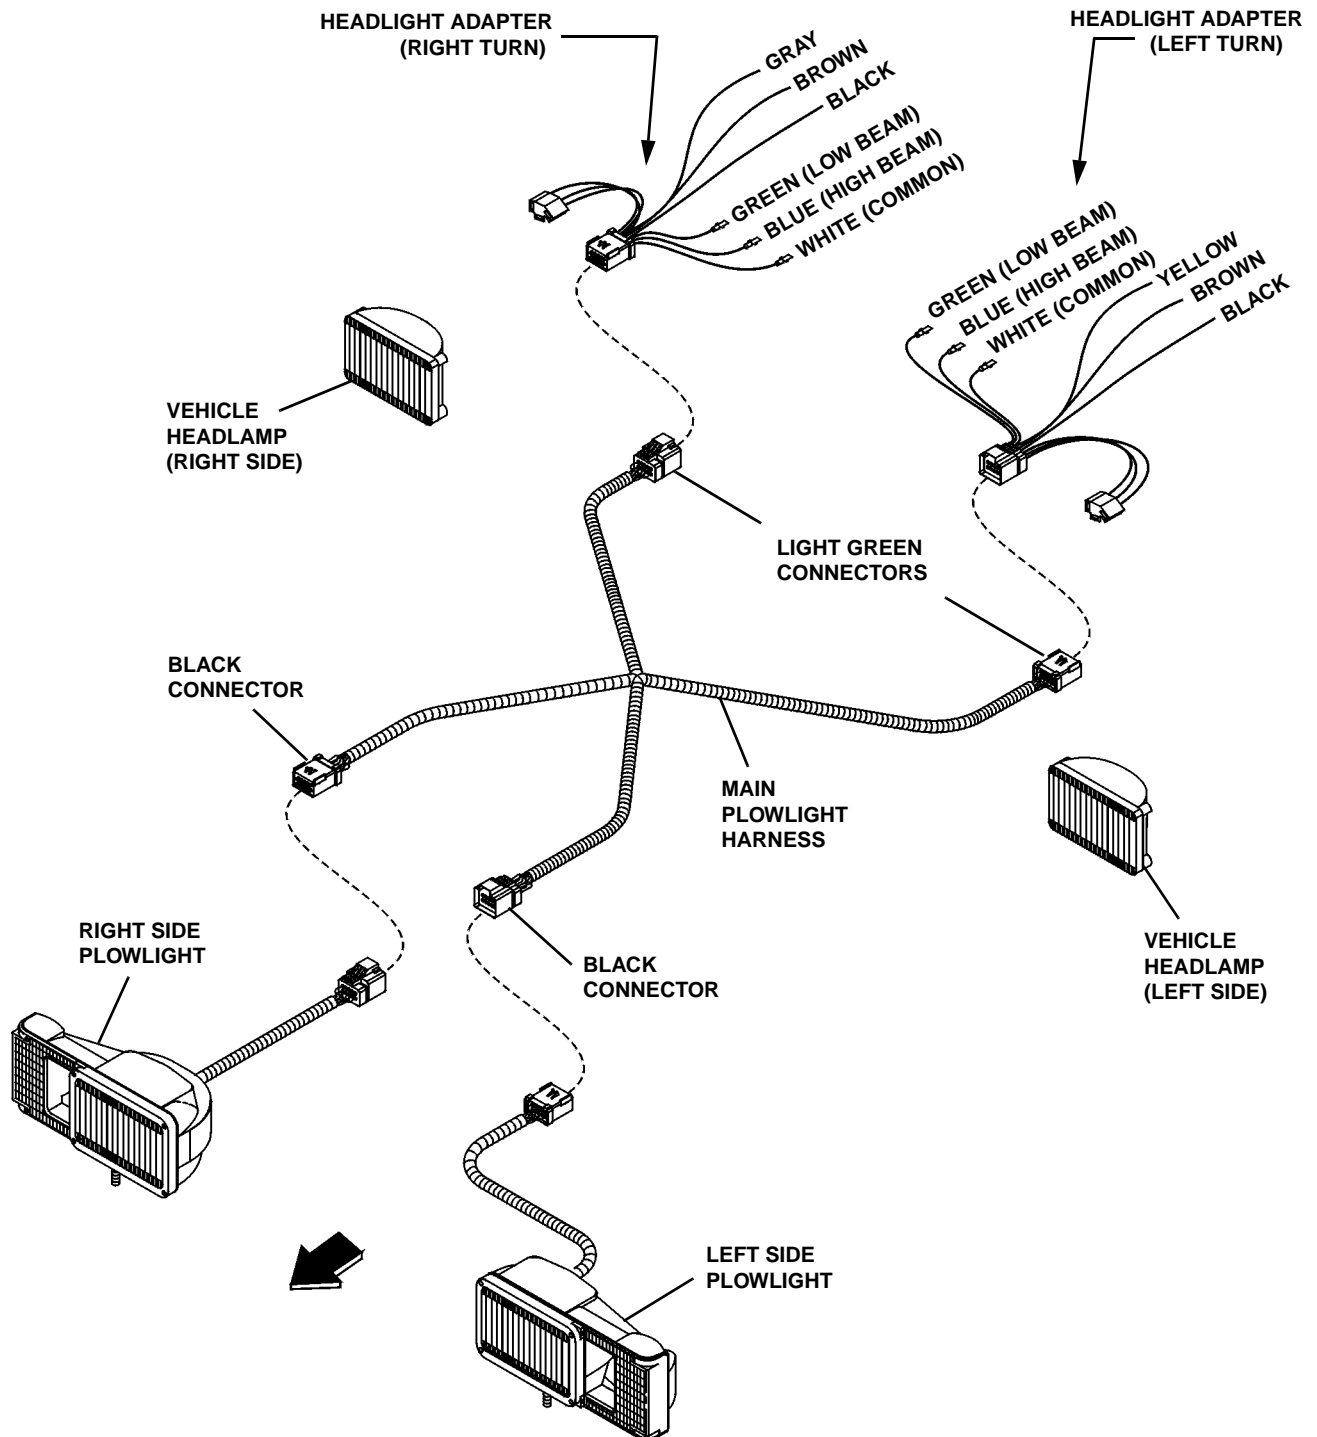 HEADLIGHT ADAPTER
(RIGHT TURN)
HEADLIGHT ADAPTER
(LEFT TURN)
GRAY
BROWN
BLACK
GREEN (LOW BEAM)
BLUE (HIGH BEAM)
WHITE (COMMON)
GREEN (LOW BEAM)
BLUE (HIGH BEAM)
WHITE (COMMON)
YELLOW
BROWN
BLACK
VEHICLE
HEADLAMP
(RIGHT SIDE)
LIGHT GREEN
CONNECTORS
BLACK
CONNECTOR
MAIN
PLOWLIGHT
HARNESS
RIGHT SIDE
PLOWLIGHT
BLACK
CONNECTOR
VEHICLE
HEADLAMP
(LEFT SIDE)
LEFT SIDE
PLOWLIGHT